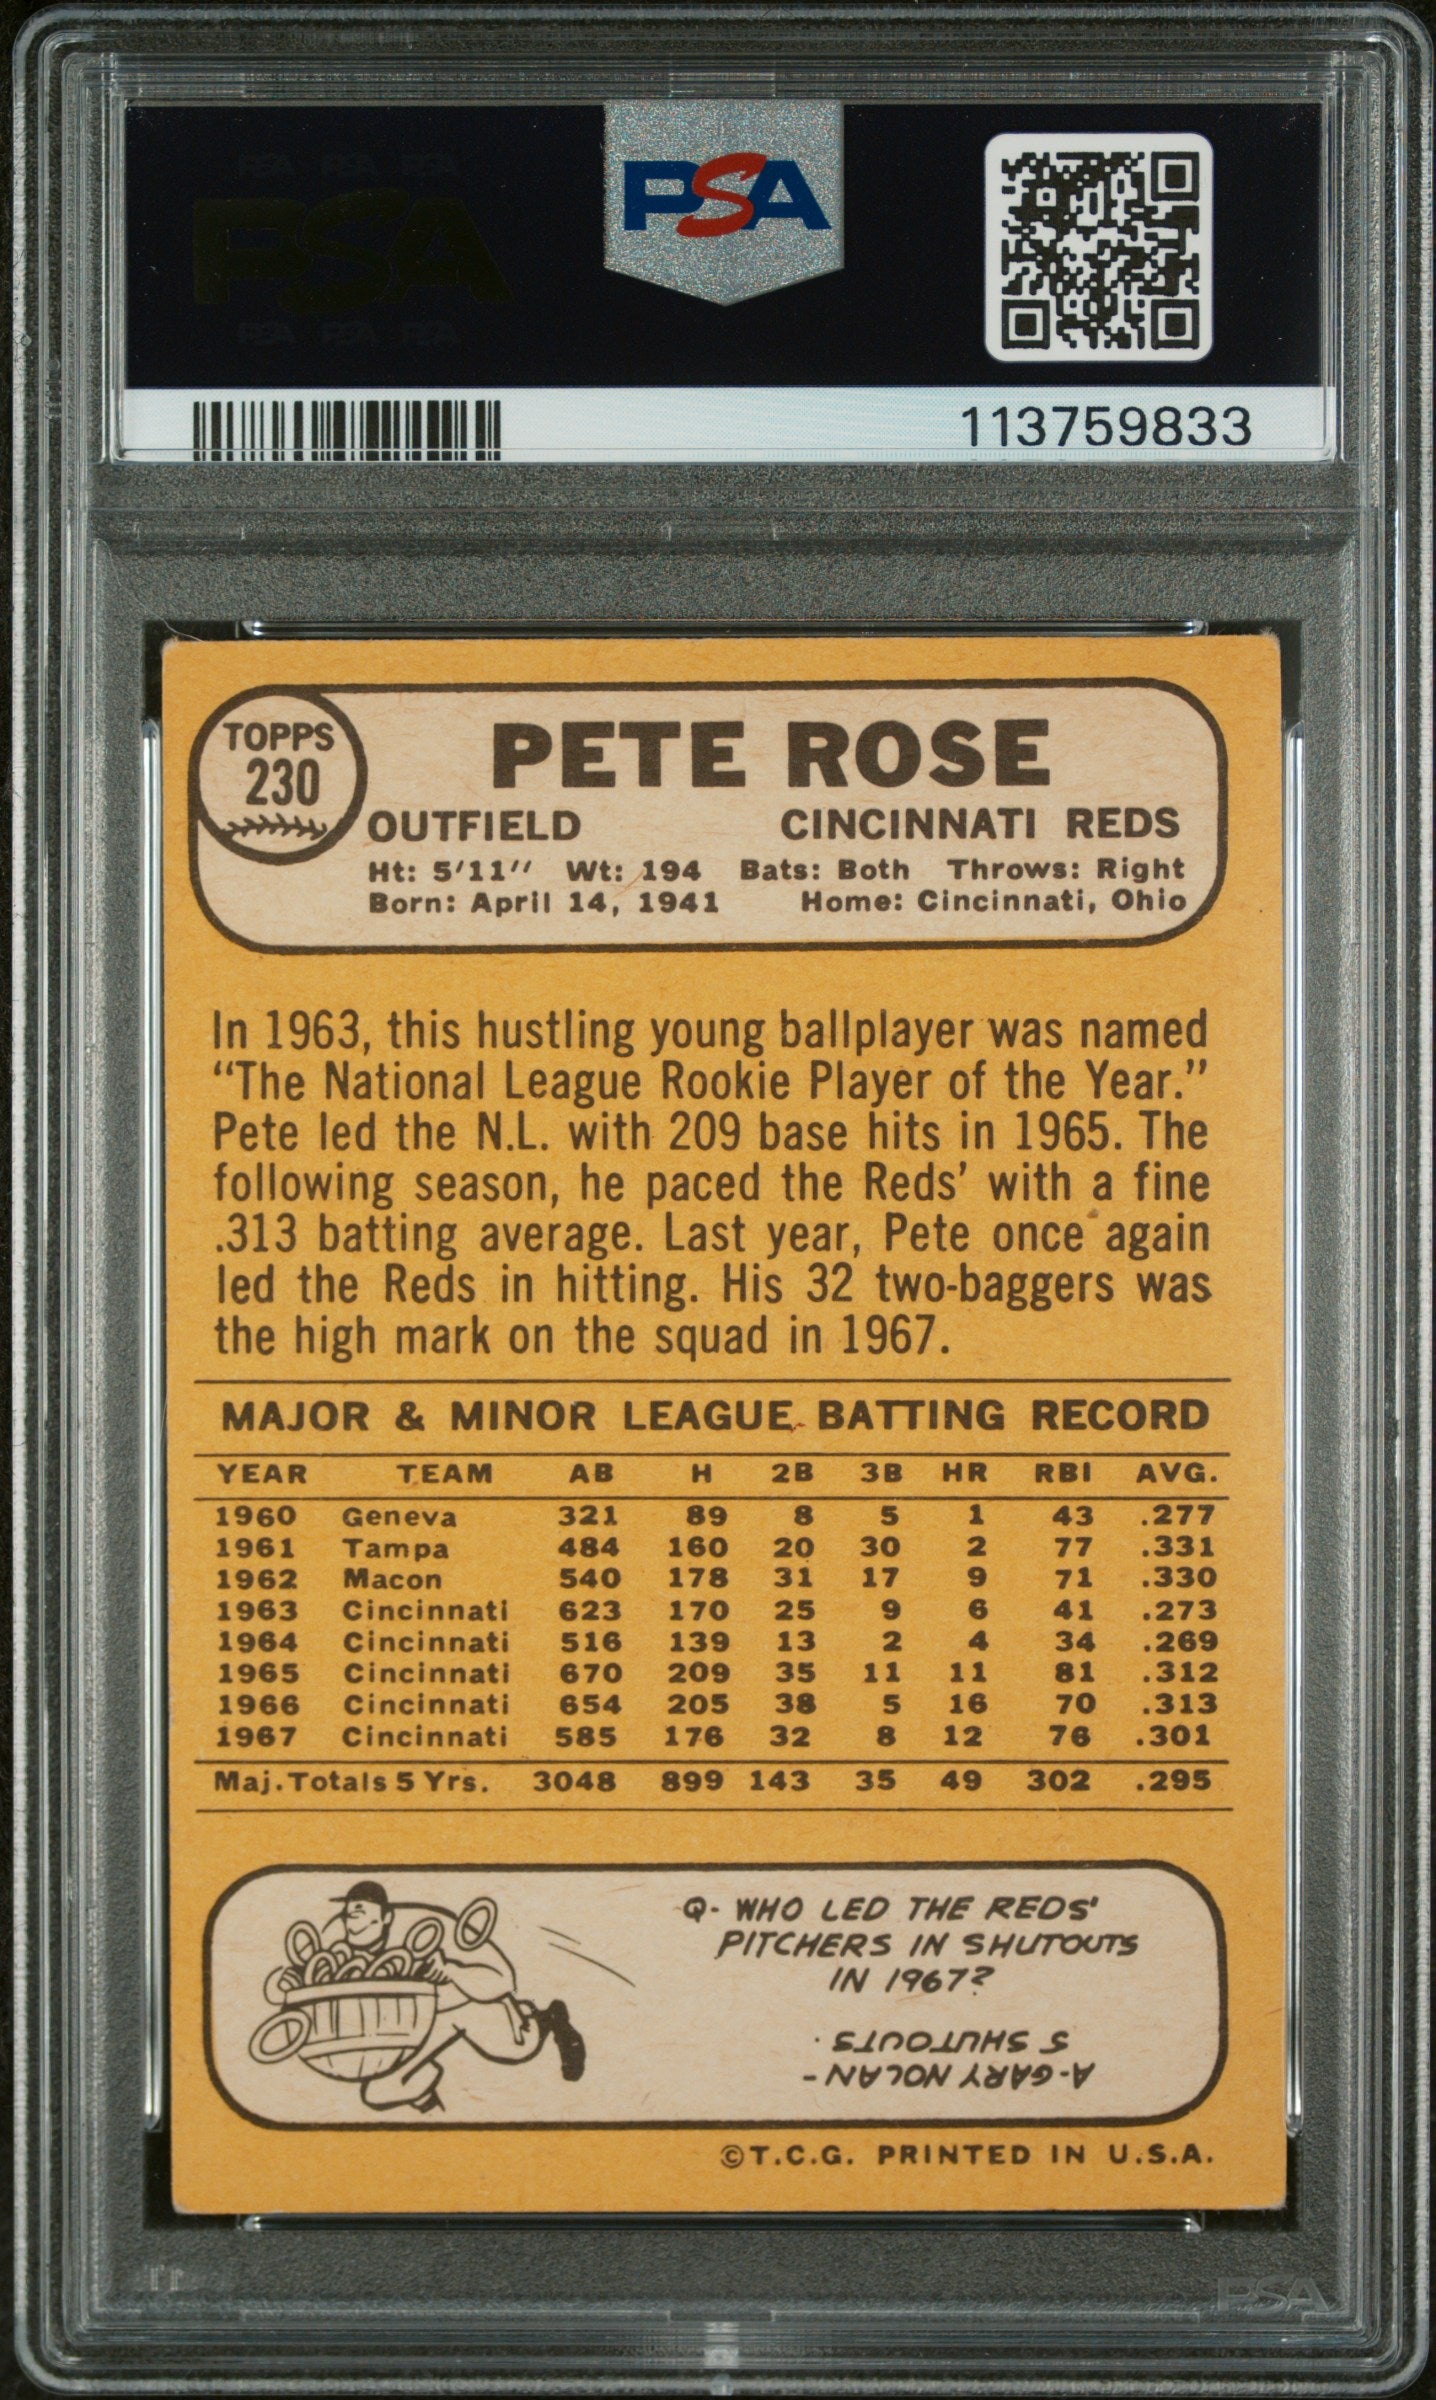 PSA PSA PSA
PSA
PSA PSA PSA
PSA
113759833
TOPPS
230
PETE ROSE
OUTFIELD CINCINNATI REDS
Ht: 5'11" Wt: 194 Bats: Both Throws: Right
Born: April 14, 1941 Home: Cincinnati, Ohio
In 1963, this hustling young ballplayer was named
“The National League Rookie Player of the Year.”
Pete led the N.L. with 209 base hits in 1965. The
following season, he paced the Reds’ with a fine
.313 batting average. Last year, Pete once again
led the Reds in hitting. His 32 two-baggers was
the high mark on the squad in 1967.
MAJOR & MINOR LEAGUE BATTING RECORD
YEAR TEAM AB H 2B 3B HR RBI AVG.
1960 Geneva 321 89 8 5 1 43 .277
1961 Tampa 484 160 20 30 2 77 .331
1962 Macon 540 178 31 17 9 71 .330
1963 Cincinnati 623 170 25 9 6 41 .273
1964 Cincinnati 516 139 13 2 4 34 .269
1965 Cincinnati 670 209 35 11 11 81 .312
1966 Cincinnati 654 205 38 5 16 70 .313
1967 Cincinnati 585 176 32 8 12 76 .301
Maj. Totals 5 Yrs. 3048 899 143 35 49 302 .295
Q- WHO LED THE REDS'
PITCHERS IN SHUTOUTS
IN 1967?
A- GARY NOLAN -
5 SHUTOUTS.
©T.C.G. PRINTED IN U.S.A.
PSA